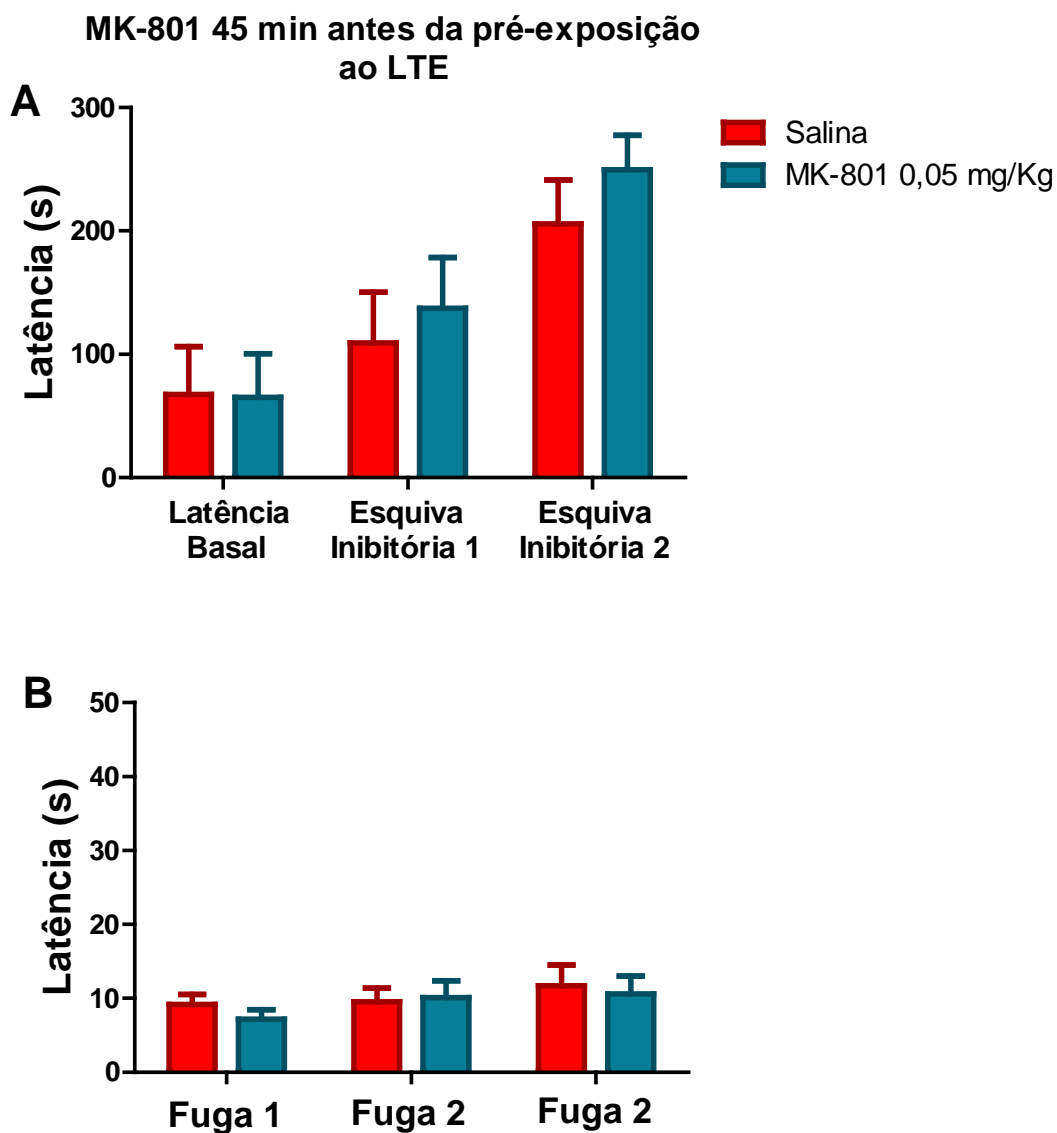 MK-801 45 min antes da pré-exposição
ao LTE
A
300
200
100
0
Latência (s)
Latência
Basal
Esquiva
Inibitória 1
Esquiva
Inibitória 2
Salina
MK-801 0,05 mg/Kg
B
50
40
30
20
10
0
Latência (s)
Fuga 1
Fuga 2
Fuga 2